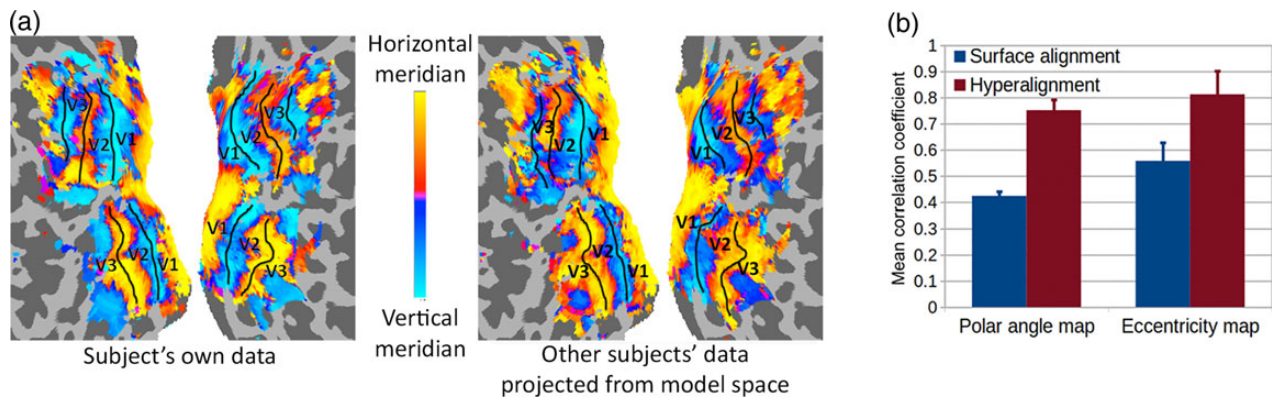 (a)
V3
V2
V1
V1
V2
V3
V3
V2
V1
V1
V2
V3
Subject's own data
Horizontal
meridian
Vertical
meridian
V3
V2
V1
V1
V2
V3
V3
V2
V1
V1
V2
V3
Other subjects' data
projected from model space
(b)
Mean correlation coefficient
1
0.9
0.8
0.7
0.6
0.5
0.4
0.3
0.2
0.1
0
Surface alignment
Hyperalignment
Polar angle map
Eccentricity map